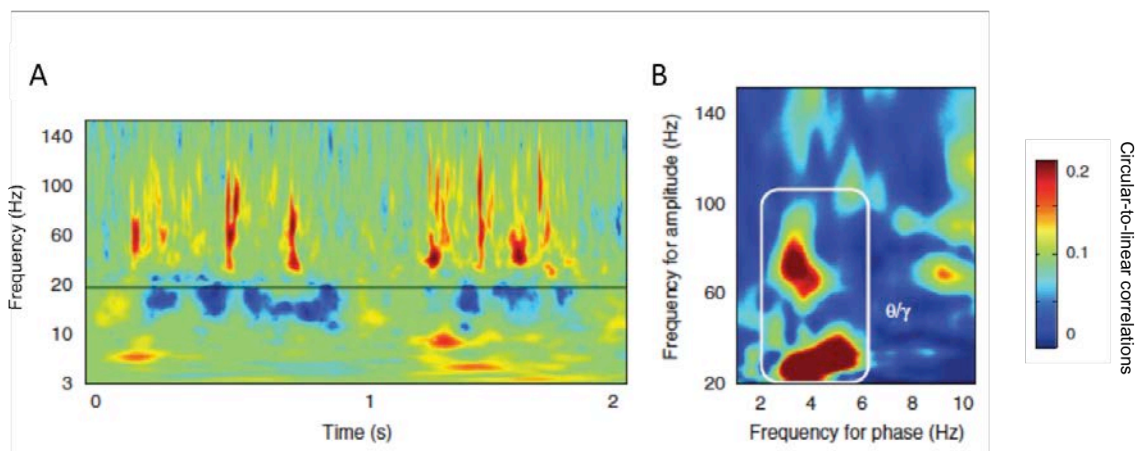 A
B
Frequency (Hz)
140
100
60
20
10
3
0
1
2
Time (s)
Frequency for amplitude (Hz)
140
100
60
20
θ/γ
2
4
6
8
10
Frequency for phase (Hz)
0.2
0.1
0
Circular-to-linear correlations